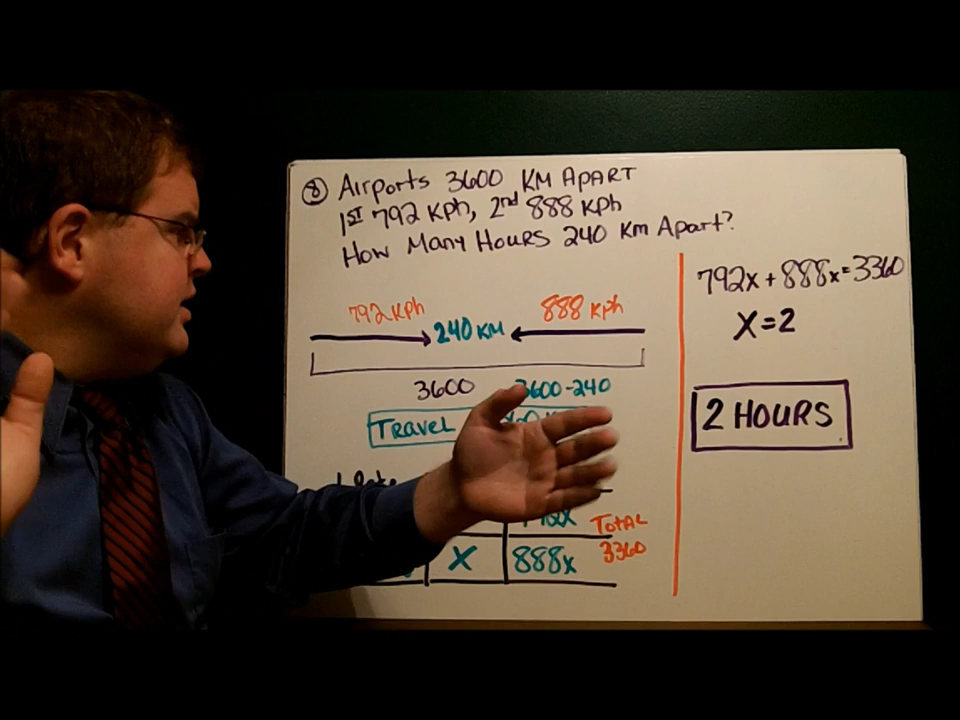 8 Airports 3600 KM APART
1ST 792 KPh, 2nd 888 KPh
How Many Hours 240 KM Apart?
792 KPh 888 KPh
240 KM
3600 3600-240
TRAVEL
TOTAL
X 888x 3360
792x + 888x = 3360
X = 2
2 HOURS